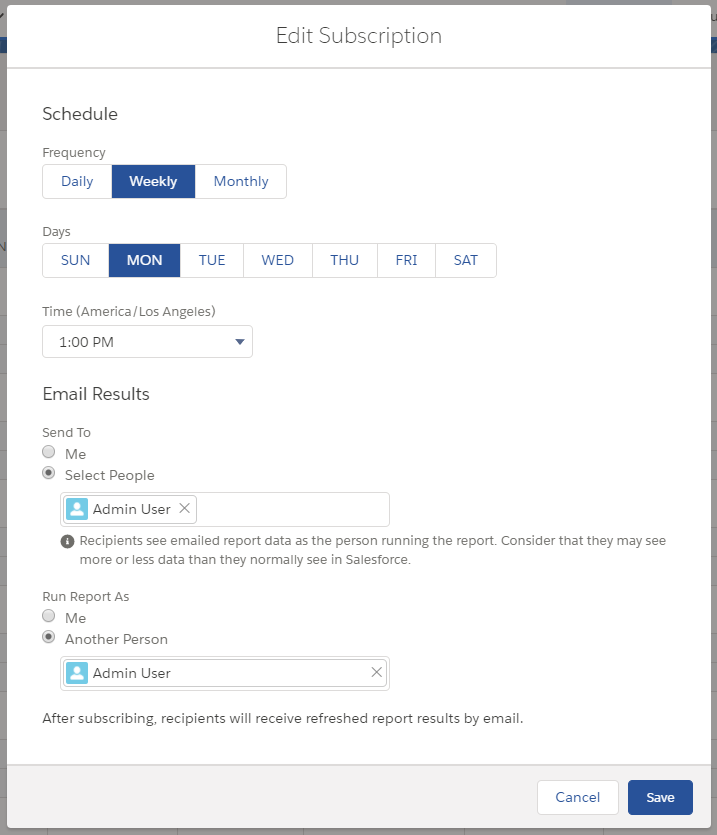 Edit Subscription
Schedule
Frequency
Daily Weekly Monthly
Days
SUN MON TUE WED THU FRI SAT
Time (America/Los Angeles)
1:00 PM
Email Results
Send To
Me
Select People
Admin User
Recipients see emailed report data as the person running the report. Consider that they may see
more or less data than they normally see in Salesforce.
Run Report As
Me
Another Person
Admin User
After subscribing, recipients will receive refreshed report results by email.
Cancel Save